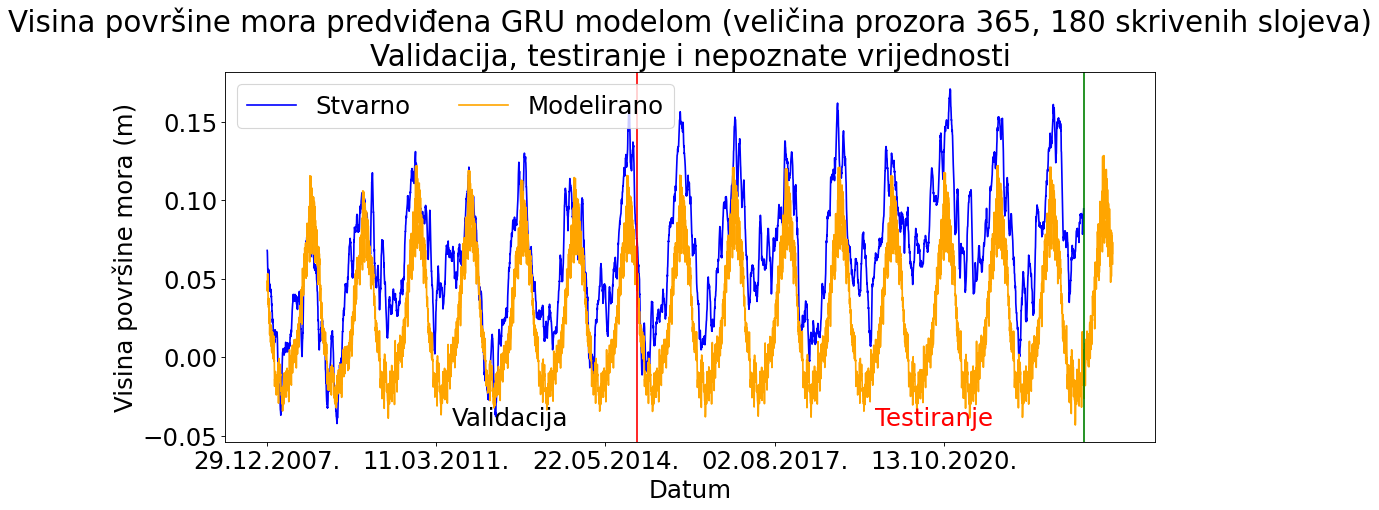 Visina površine mora predviđena GRU modelom (veličina prozora 365, 180 skrivenih slojeva)
Validacija, testiranje i nepoznate vrijednosti
Stvarno Modelirano
Visina površine mora (m)
0.15
0.10
0.05
0.00
−0.05
Validacija
Testiranje
29.12.2007. 11.03.2011. 22.05.2014. 02.08.2017. 13.10.2020.
Datum